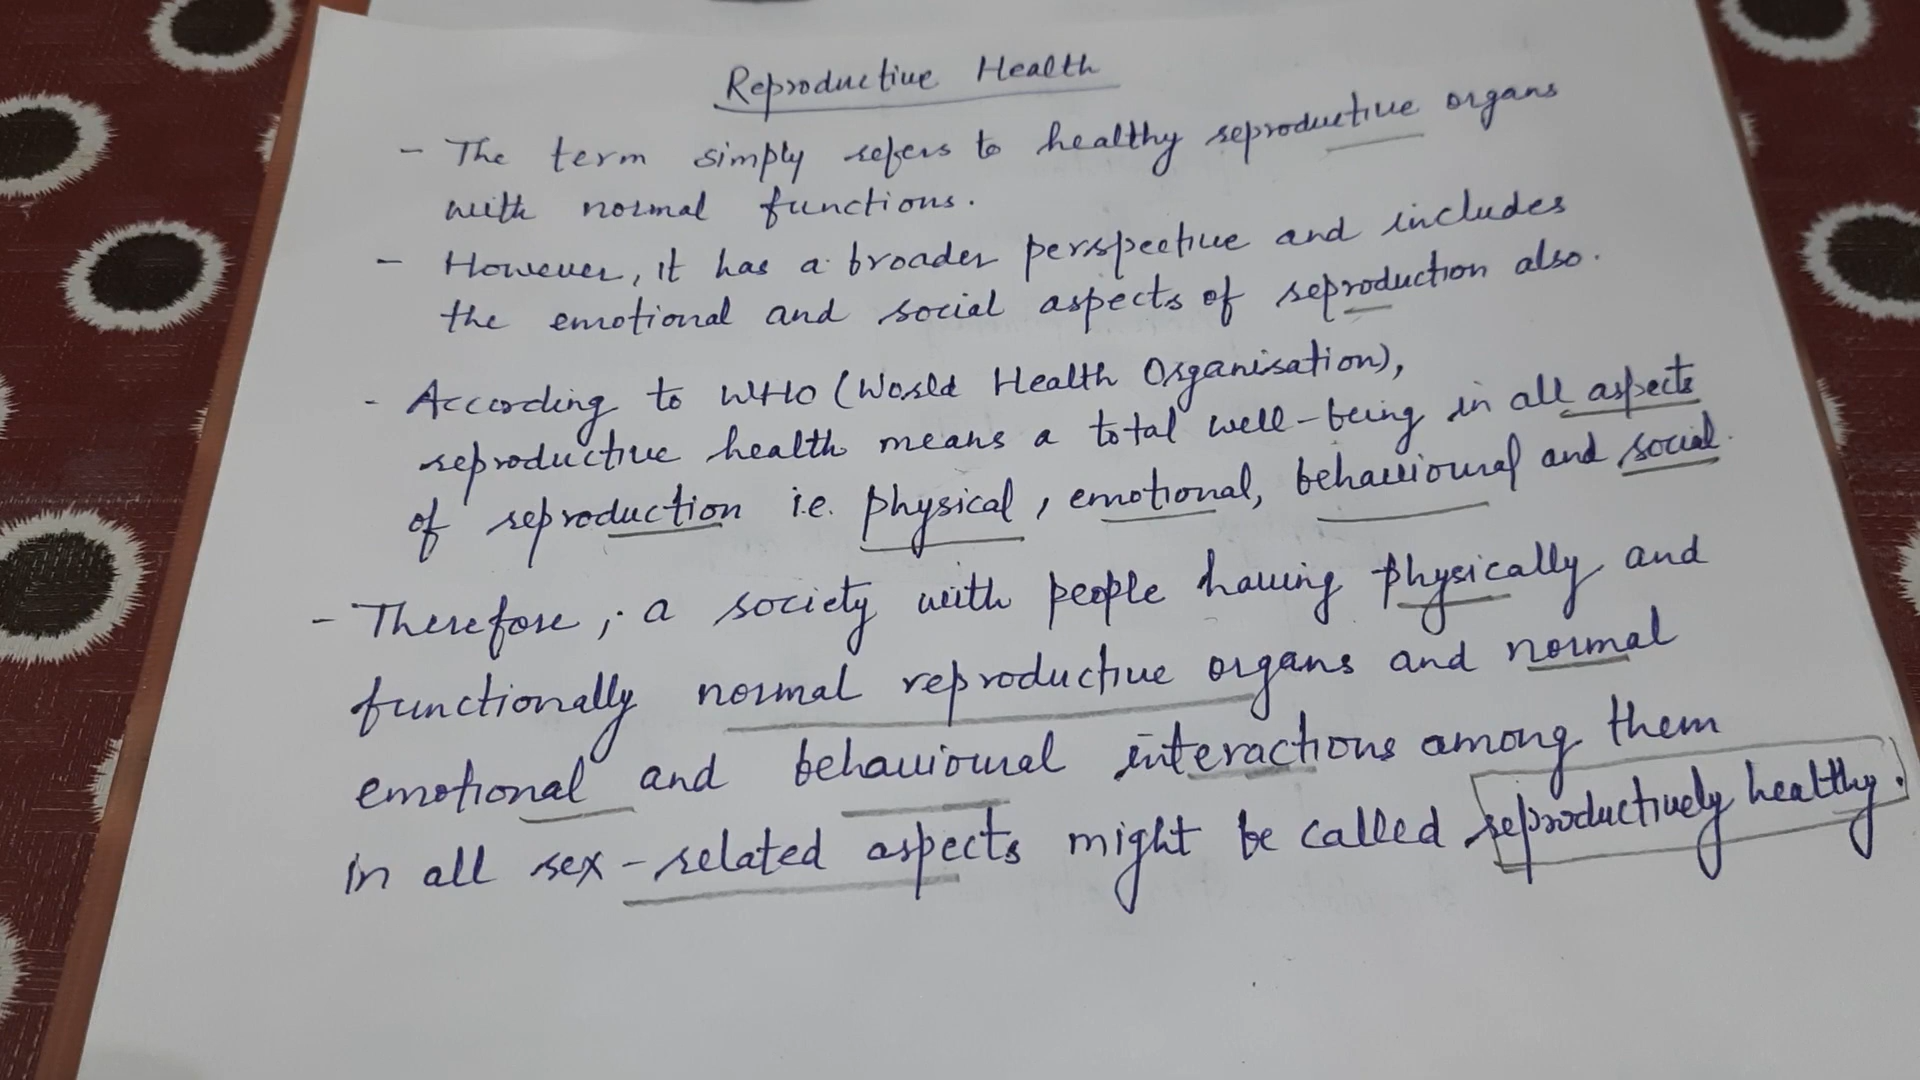 Reproductive Health
- The term simply refers to healthy reproductive organs
with normal functions.
- However, it has a broader perspective and includes
the emotional and social aspects of reproduction also.
- According to WHO (World Health Organisation),
reproductive health means a total well-being in all aspects
of reproduction i.e. physical, emotional, behavioural and social.
- Therefore, a society with people having physically and
functionally normal reproductive organs and normal
emotional and behavioural interactions among them
in all sex-related aspects might be called reproductively healthy.